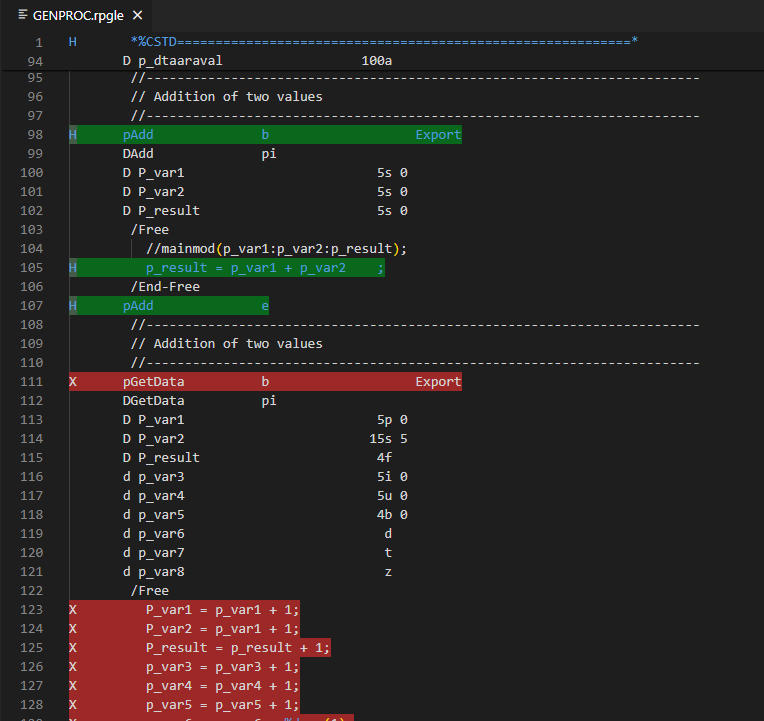 GENPROC.rpgle ×
1 H *%CSTD===========================================================*
94 D p_dtaaraval 100a
95 //------------------------------------------------------------------------
96 // Addition of two values
97 //------------------------------------------------------------------------
98 H pAdd b Export
99 DAdd pi
100 D P_var1 5s 0
101 D P_var2 5s 0
102 D P_result 5s 0
103 /Free
104 //mainmod(p_var1:p_var2:p_result);
105 H p_result = p_var1 + p_var2 ;
106 /End-Free
107 H pAdd e
108 //------------------------------------------------------------------------
109 // Addition of two values
110 //------------------------------------------------------------------------
111 X pGetData b Export
112 DGetData pi
113 D P_var1 5p 0
114 D P_var2 15s 5
115 D P_result 4f
116 d p_var3 5i 0
117 d p_var4 5u 0
118 d p_var5 4b 0
119 d p_var6 d
120 d p_var7 t
121 d p_var8 z
122 /Free
123 X P_var1 = p_var1 + 1;
124 X P_var2 = p_var1 + 1;
125 X P_result = p_result + 1;
126 X p_var3 = p_var3 + 1;
127 X p_var4 = p_var4 + 1;
128 X p_var5 = p_var5 + 1;